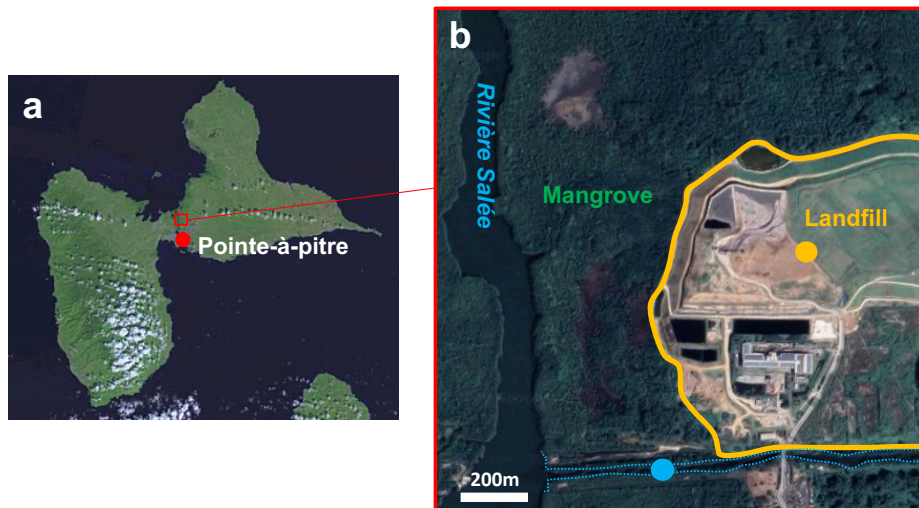 a
Pointe-à-pitre
b
Rivière Salée
Mangrove
Landfill
200m